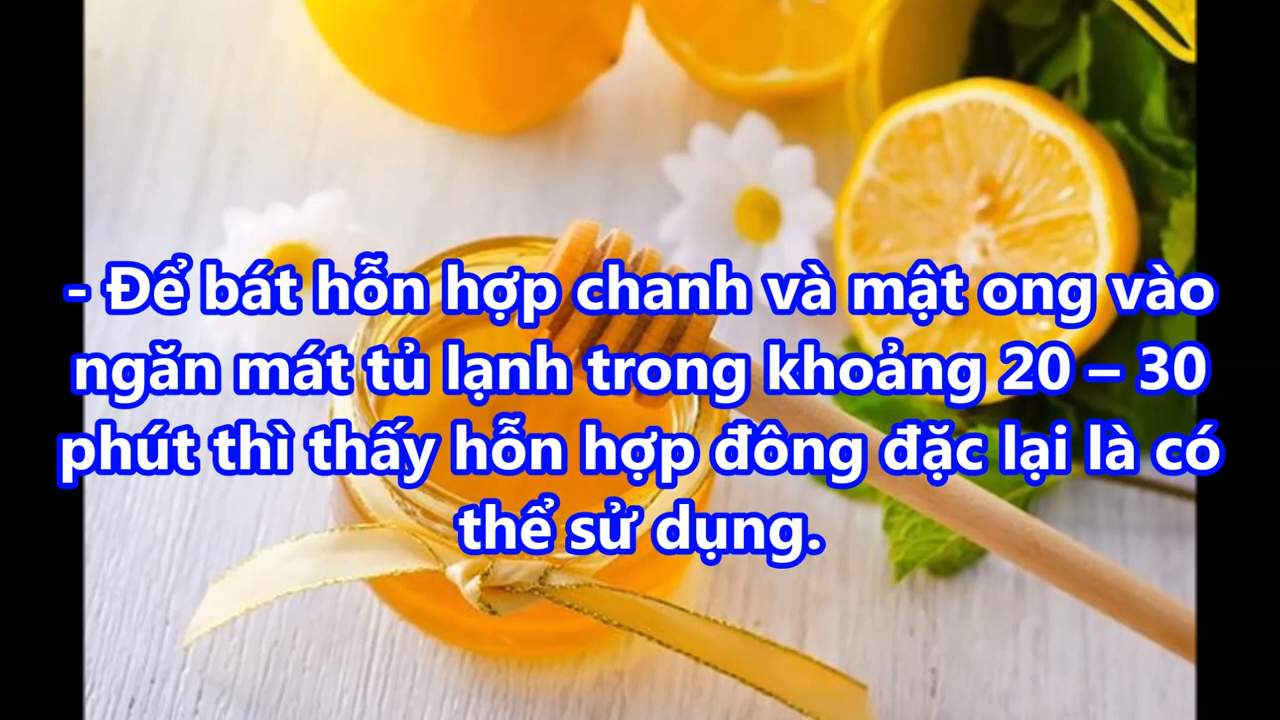 - Để bát hỗn hợp chanh và mật ong vào
ngăn mát tủ lạnh trong khoảng 20 – 30
phút thì thấy hỗn hợp đông đặc lại là có
thể sử dụng.